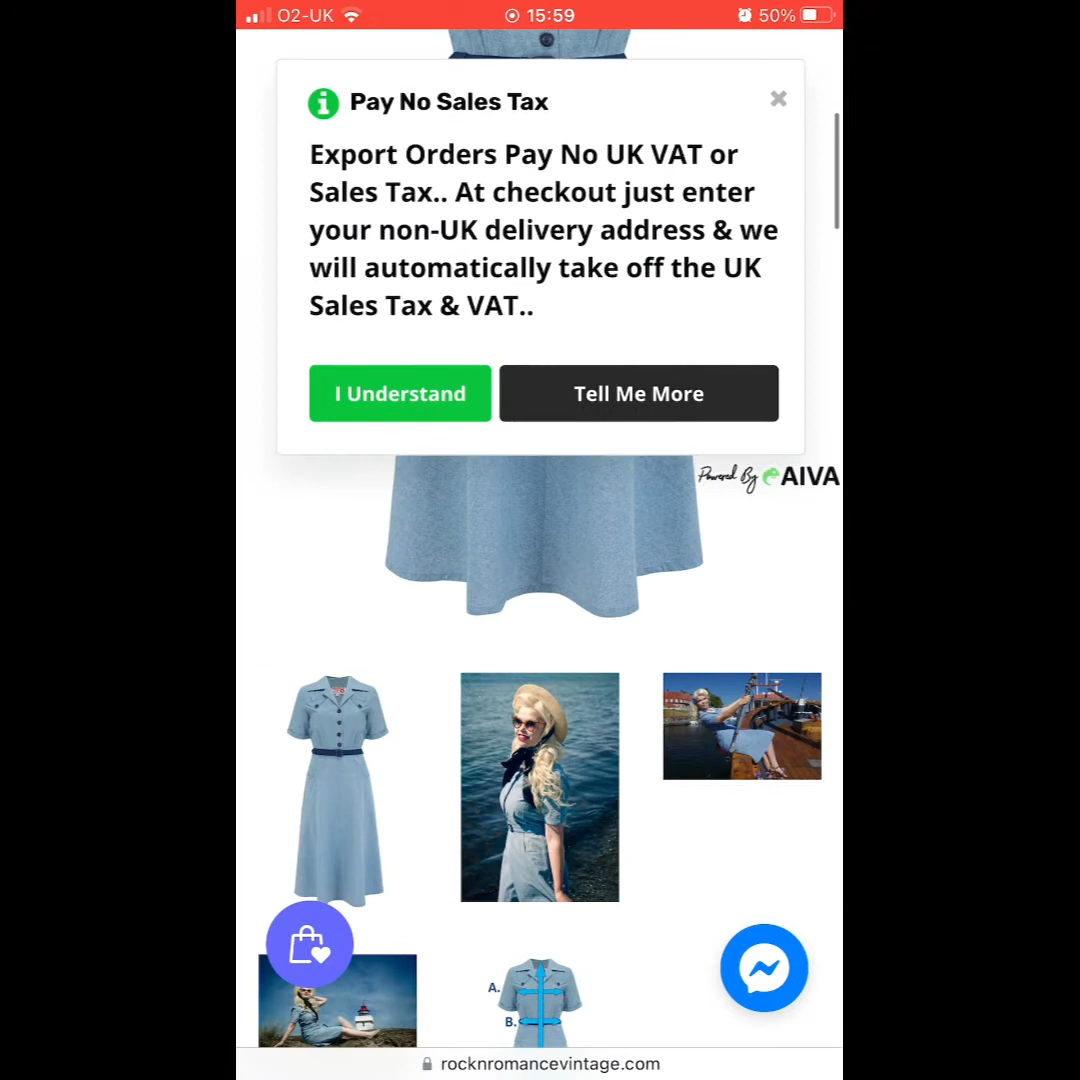 O2-UK 15:59 50%
Pay No Sales Tax
Export Orders Pay No UK VAT or
Sales Tax.. At checkout just enter
your non-UK delivery address & we
will automatically take off the UK
Sales Tax & VAT..
I Understand Tell Me More
Powered By AIVA
A.
B.
rocknromancevintage.com